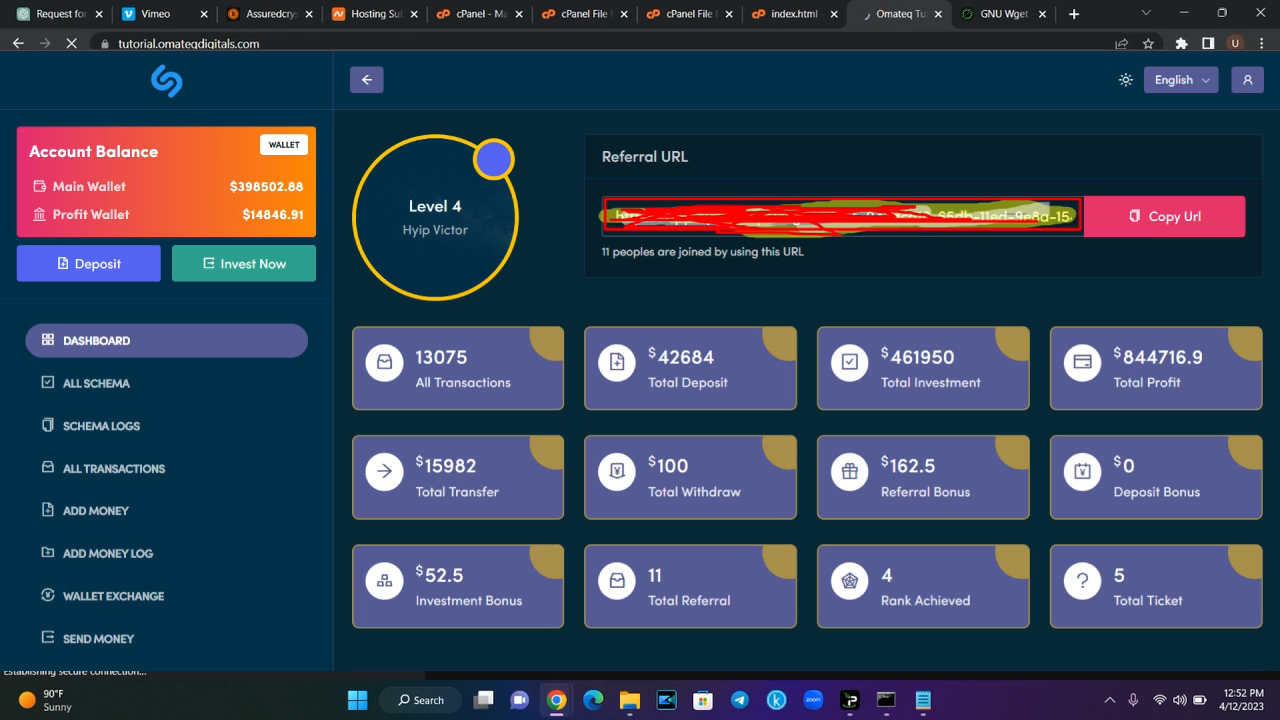 Request for
Vimeo
Assuredcrys
Hosting Sul
cPanel - Ma
cPanel File
cPanel File
index.html
Omateq Tu
GNU Wget
tutorial.omateqdigitals.com
U
English
Account Balance
WALLET
Main Wallet
$398502.88
Profit Wallet
$14846.91
Deposit
Invest Now
DASHBOARD
ALL SCHEMA
SCHEMA LOGS
ALL TRANSACTIONS
ADD MONEY
ADD MONEY LOG
WALLET EXCHANGE
SEND MONEY
Level 4
Hyip Victor
Referral URL
Copy Url
11 peoples are joined by using this URL
13075
All Transactions
$42684
Total Deposit
$461950
Total Investment
$844716.9
Total Profit
$15982
Total Transfer
$100
Total Withdraw
$162.5
Referral Bonus
$0
Deposit Bonus
$52.5
Investment Bonus
11
Total Referral
4
Rank Achieved
5
Total Ticket
Establishing secure connection...
90°F
Sunny
Search
zoom
12:52 PM
4/12/2023